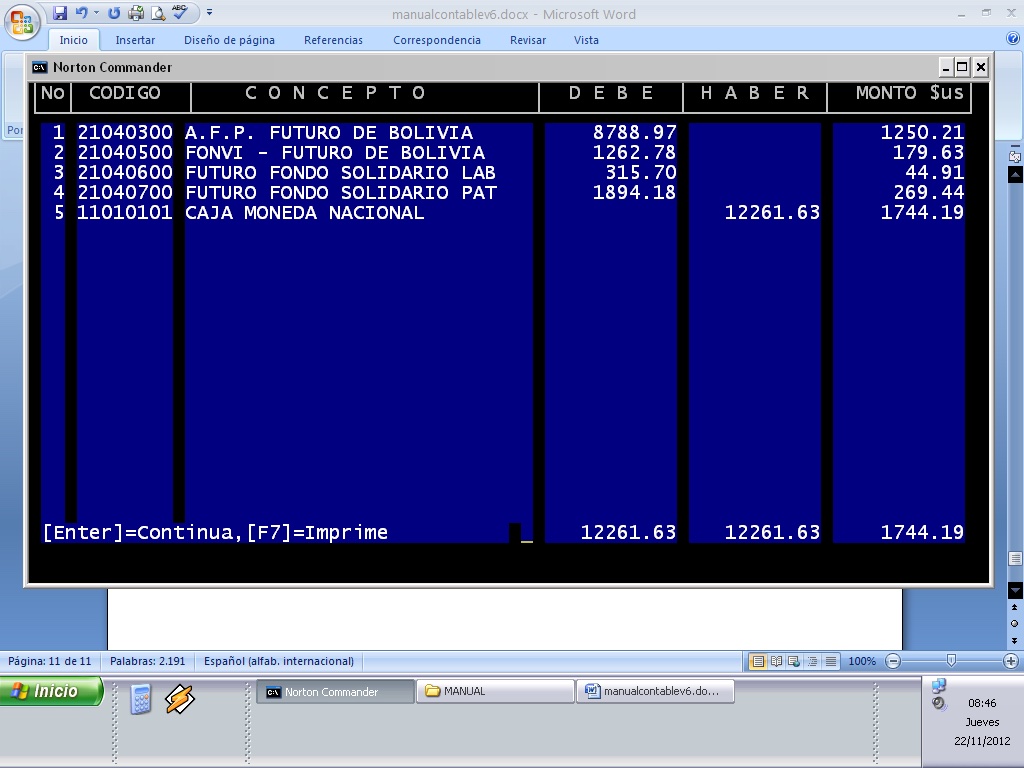 manualcontablev6.docx - Microsoft Word
Inicio Insertar Diseño de página Referencias Correspondencia Revisar Vista
Norton Commander
No CODIGO C O N C E P T O D E B E H A B E R MONTO $us
1 21040300 A.F.P. FUTURO DE BOLIVIA 8788.97 1250.21
2 21040500 FONVI - FUTURO DE BOLIVIA 1262.78 179.63
3 21040600 FUTURO FONDO SOLIDARIO LAB 315.70 44.91
4 21040700 FUTURO FONDO SOLIDARIO PAT 1894.18 269.44
5 11010101 CAJA MONEDA NACIONAL 12261.63 1744.19
[Enter]=Continua,[F7]=Imprime 12261.63 12261.63 1744.19
Por
Página: 11 de 11 Palabras: 2.191 Español (alfab. internacional) 100%
Inicio Norton Commander MANUAL manualcontablev6.do...
08:46
Jueves
22/11/2012